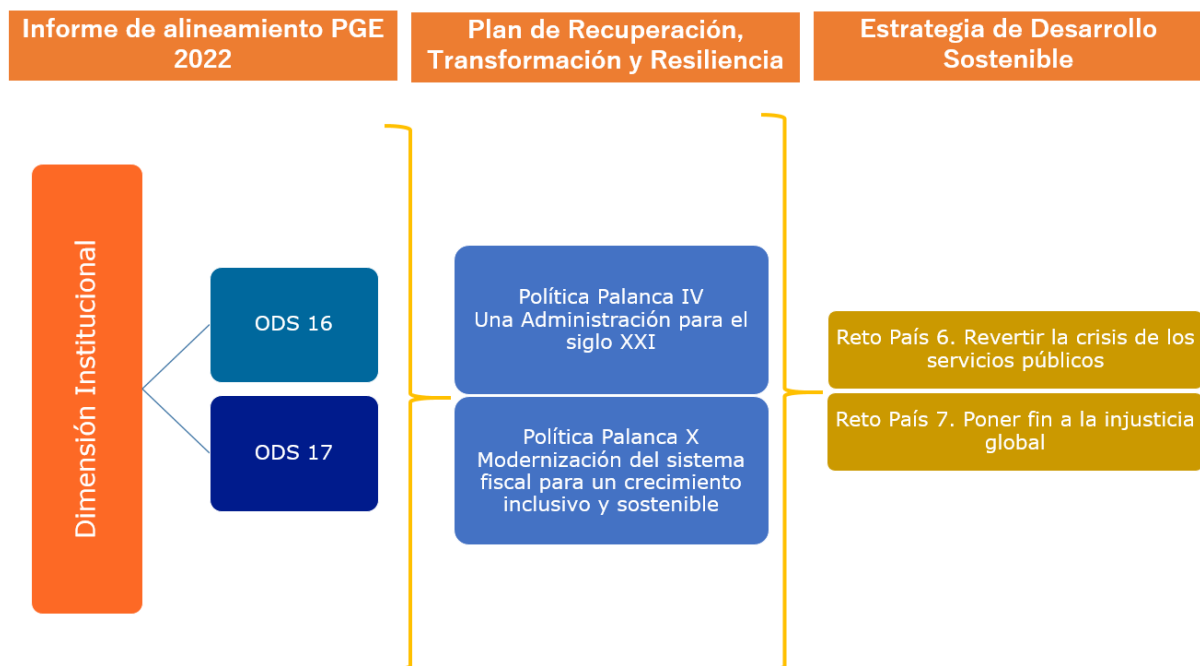 Informe de alineamiento PGE
2022
Plan de Recuperación,
Transformación y Resiliencia
Estrategia de Desarrollo
Sostenible
Dimensión Institucional
ODS 16
ODS 17
Política Palanca IV
Una Administración para el
siglo XXI
Política Palanca X
Modernización del sistema
fiscal para un crecimiento
inclusivo y sostenible
Reto País 6. Revertir la crisis de los
servicios públicos
Reto País 7. Poner fin a la injusticia
global